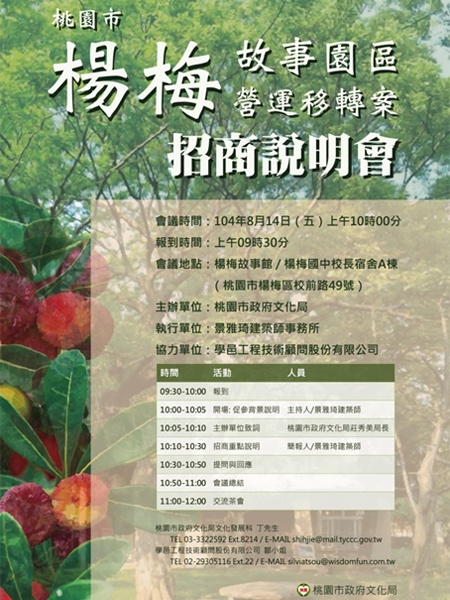 桃園市
楊梅故事園區
營運移轉案
招商說明會
會議時間：104年8月14日（五）上午10時00分
報到時間：上午09時30分
會議地點：楊梅故事館 / 楊梅國中校長宿舍A棟
（桃園市楊梅區校前路49號）
主辦單位：桃園市政府文化局
執行單位：景雅琦建築師事務所
協力單位：學邑工程技術顧問股份有限公司
時間 活動 人員
09:30-10:00 報到
10:00-10:05 開場: 促參背景說明 主持人/景雅琦建築師
10:05-10:10 主辦單位致詞 桃園市政府文化局莊秀美局長
10:10-10:30 招商重點說明 簡報人/景雅琦建築師
10:30-10:50 提問與回應
10:50-11:00 會議總結
11:00-12:00 交流茶會
桃園市政府文化局文化發展科 丁先生
TEL 03-3322592 Ext.8214 / E-MAIL shihjie@mail.tyccc.gov.tw
學邑工程技術顧問股份有限公司 鄒小姐
TEL 02-29305116 Ext.22 / E-MAIL silviatsou@wisdomfun.com.tw
桃園市政府文化局